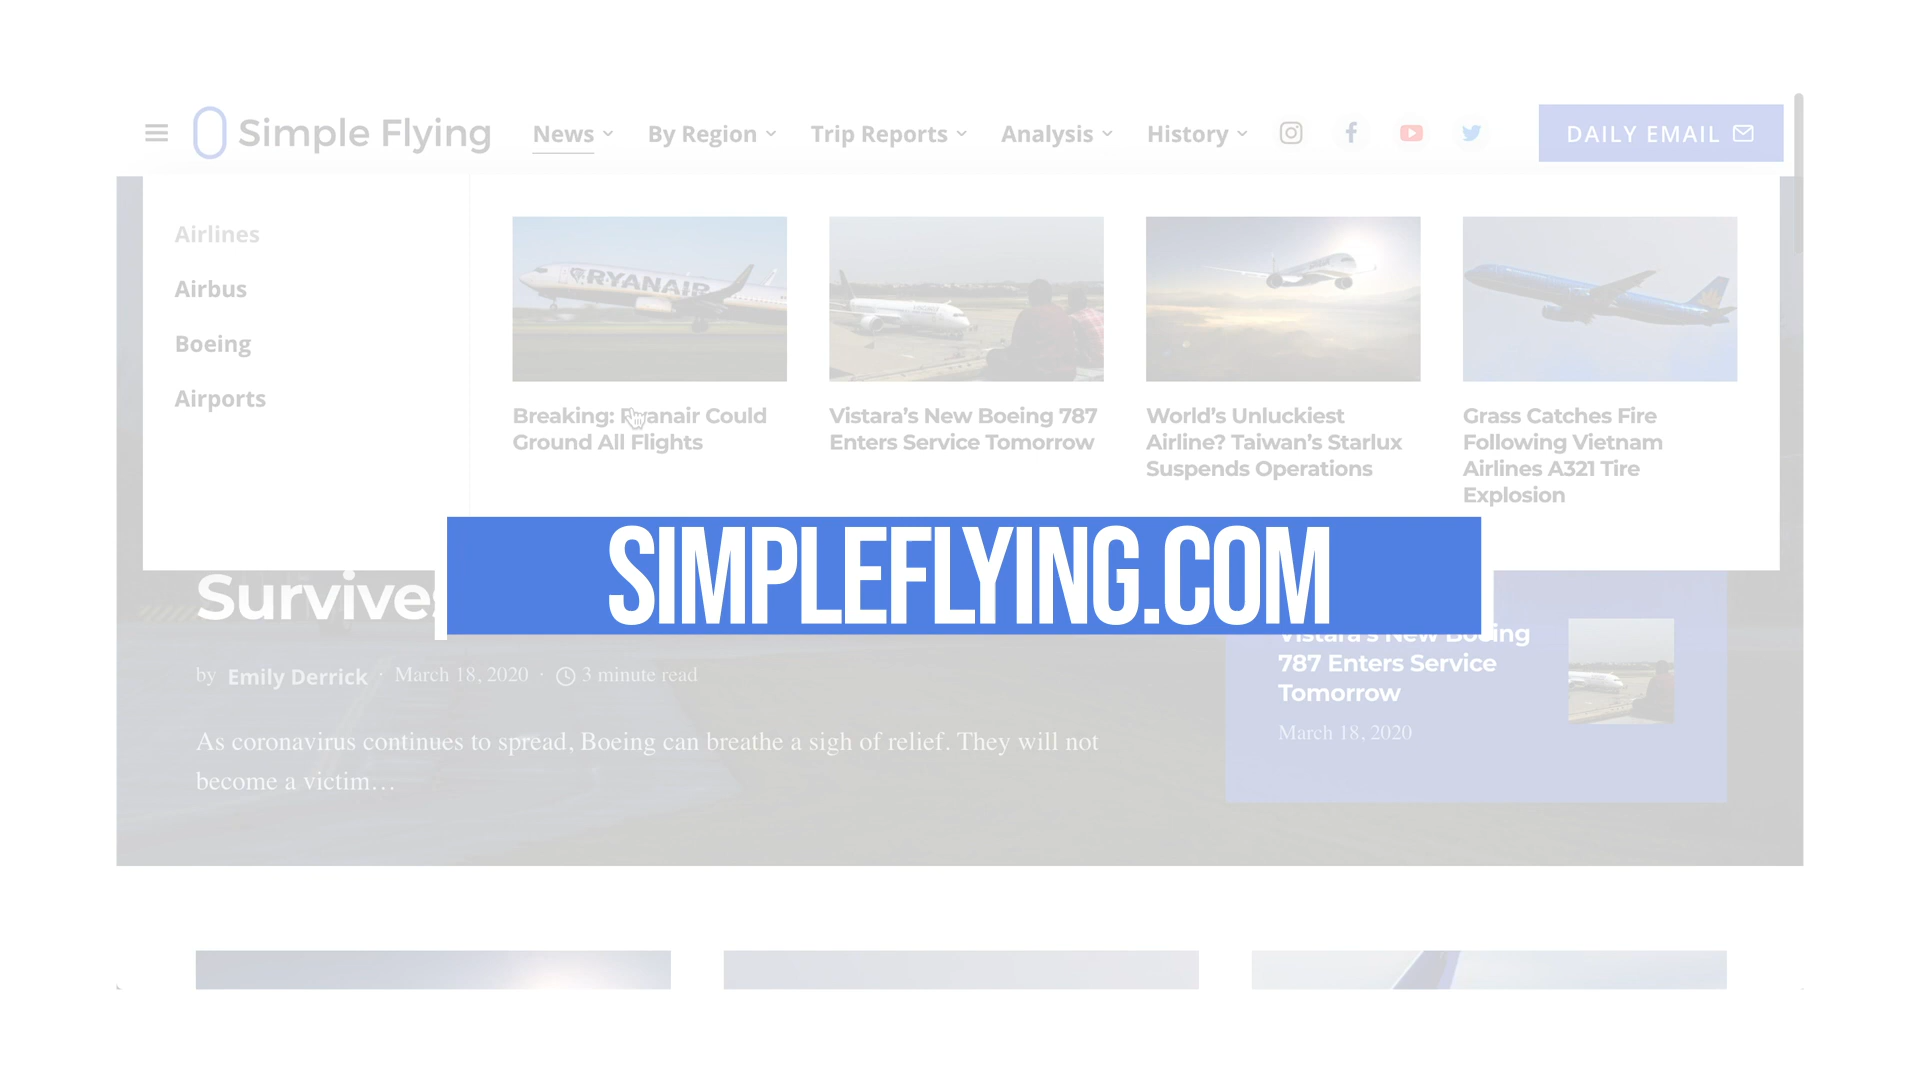 Simple Flying
News
By Region
Trip Reports
Analysis
History
DAILY EMAIL
Airlines
Airbus
Boeing
Airports
RYANAIR
Breaking: Ryanair Could
Ground All Flights
Vistara's New Boeing 787
Enters Service Tomorrow
World's Unluckiest
Airline? Taiwan's Starlux
Suspends Operations
Grass Catches Fire
Following Vietnam
Airlines A321 Tire
Explosion
SIMPLEFLYING.COM
Survives
by Emily Derrick · March 18, 2020 · 3 minute read
As coronavirus continues to spread, Boeing can breathe a sigh of relief. They will not
become a victim…
Vistara's New Boeing
787 Enters Service
Tomorrow
March 18, 2020